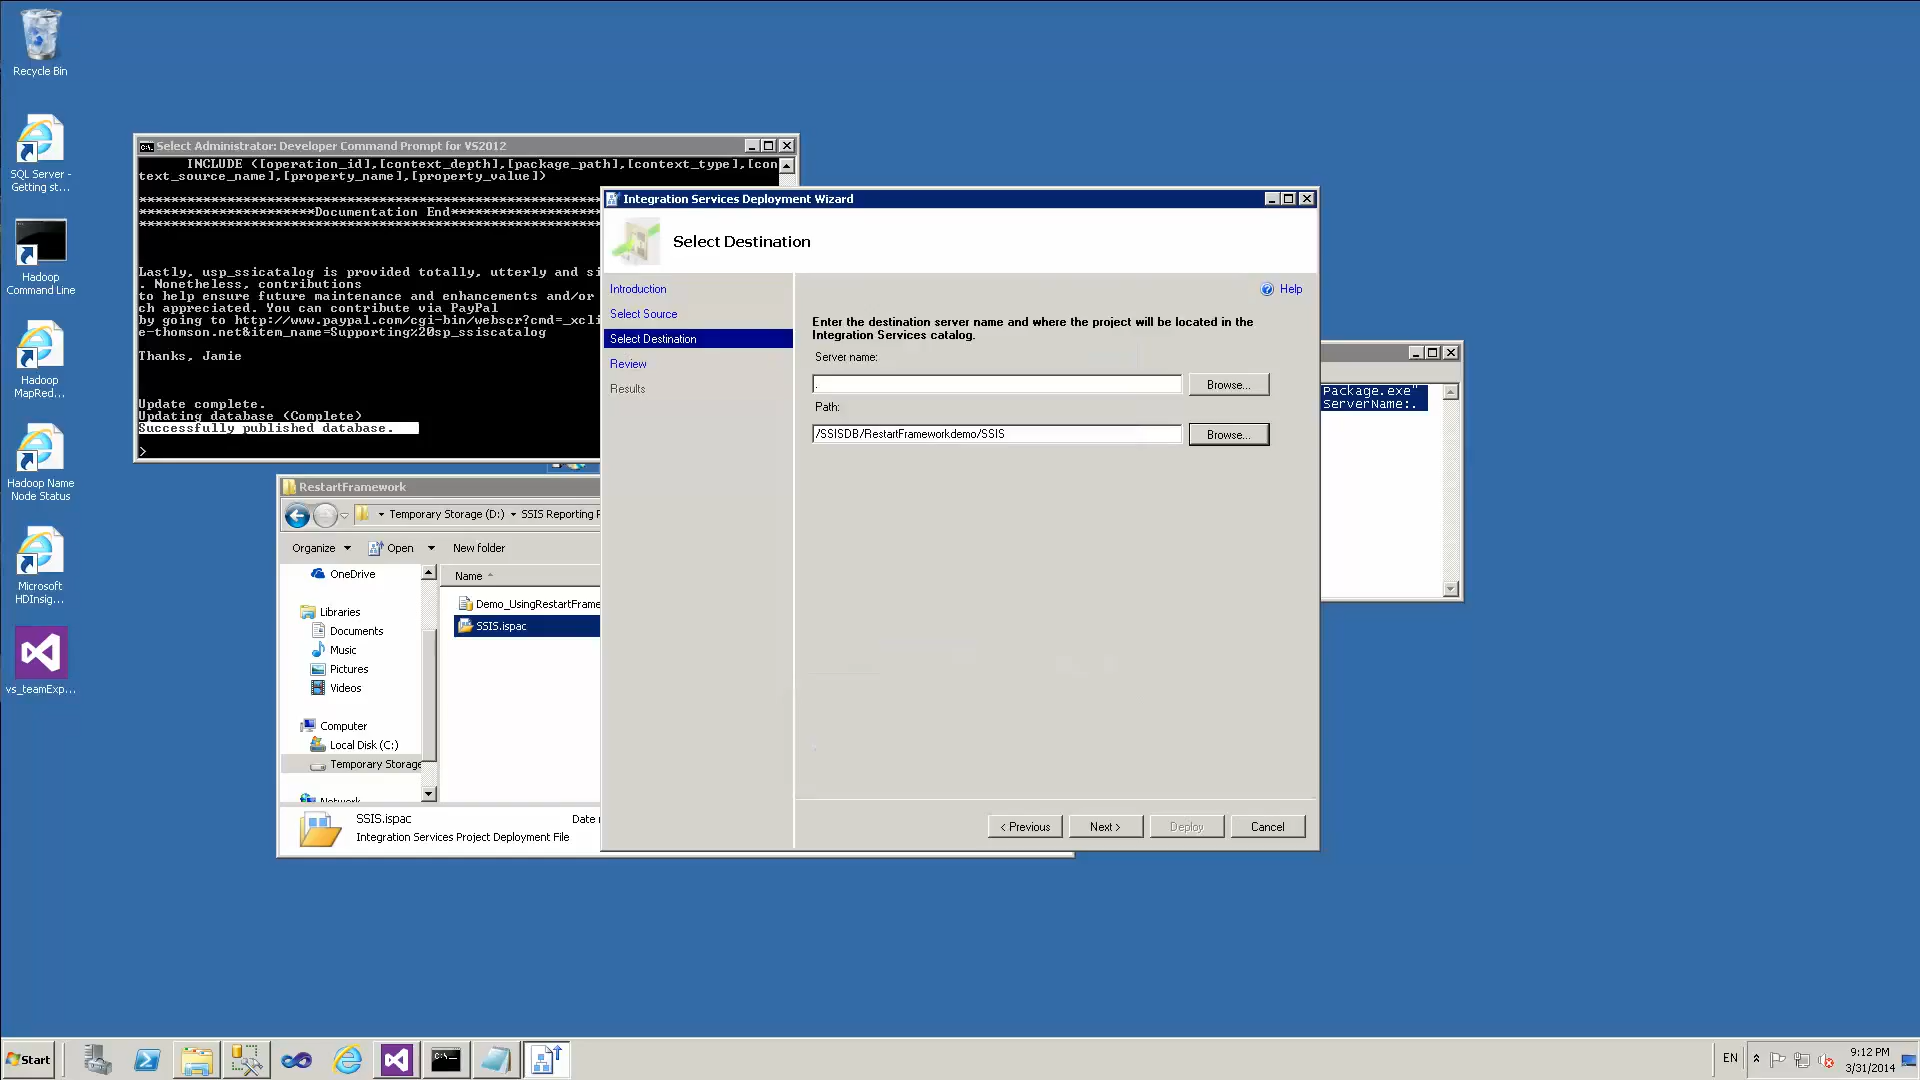 Recycle Bin
SQL Server -
Getting st...
Hadoop
Command Line
Hadoop
MapRed...
Hadoop Name
Node Status
Microsoft
HDInsig...
vs_teamExp...
Select Administrator: Developer Command Prompt for VS2012
INCLUDE ([operation_id],[context_depth],[package_path],[context_type],[con
text_source_name],[property_name],[property_value])
***********************Documentation End*******************
Lastly, usp_ssicatalog is provided totally, utterly and si
. Nonetheless, contributions
to help ensure future maintenance and enhancements and/or
ch appreciated. You can contribute via PayPal
by going to http://www.paypal.com/cgi-bin/webscr?cmd=_xcli
e-thomson.net&item_name=Supporting%20sp_ssiscatalog
Thanks, Jamie
Update complete.
Updating database (Complete)
Successfully published database.
>
RestartFramework
Temporary Storage (D:) SSIS Reporting
Organize Open New folder
OneDrive
Libraries
Documents
Music
Pictures
Videos
Computer
Local Disk (C:)
Temporary Storage
Network
Name
Demo_UsingRestartFrame
SSIS.ispac
SSIS.ispac Date
Integration Services Project Deployment File
Integration Services Deployment Wizard
Select Destination
Introduction
Select Source
Select Destination
Review
Results
Help
Enter the destination server name and where the project will be located in the
Integration Services catalog.
Server name:
.
Browse...
Path:
/SSISDB/RestartFrameworkdemo/SSIS
Browse...
< Previous Next > Deploy Cancel
Package.exe"
ServerName:.
Start
EN
9:12 PM
3/31/2014